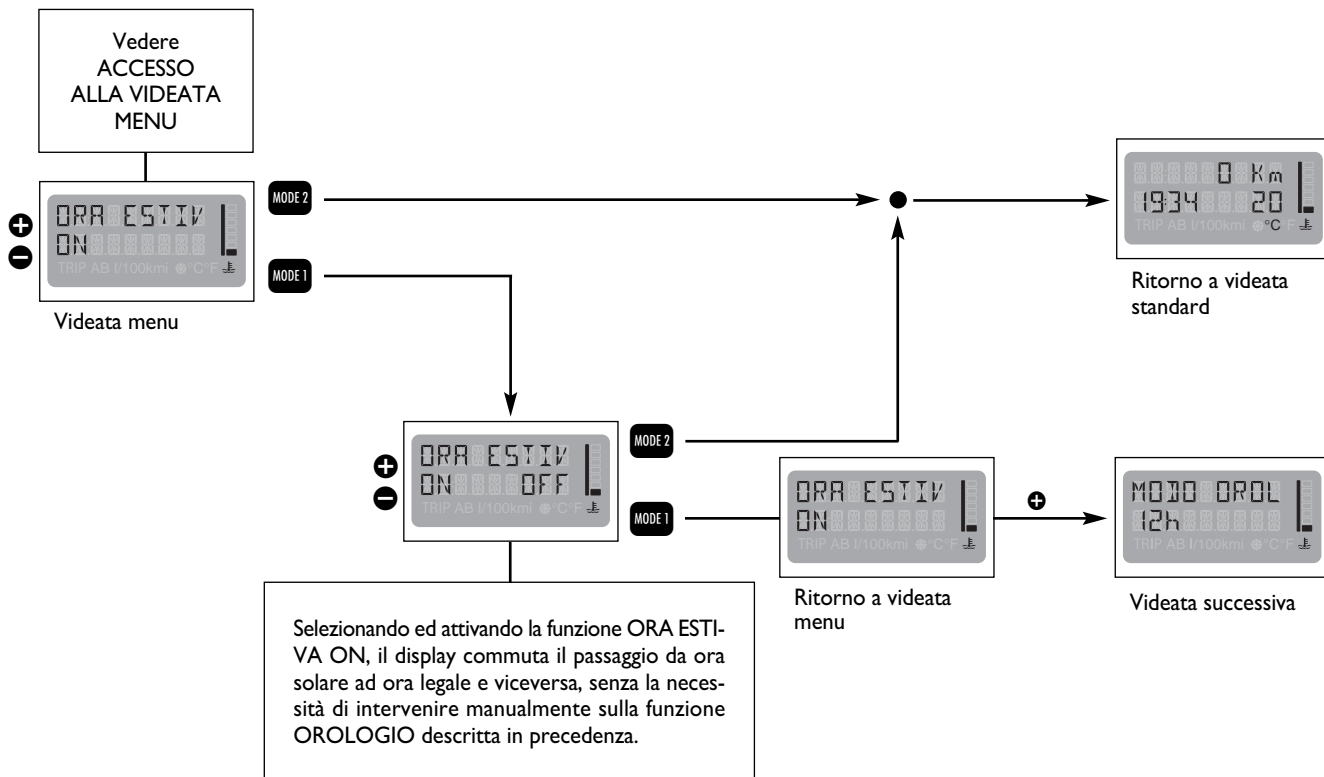 Vedere
ACCESSO
ALLA VIDEATA
MENU
ORA ESTIV
ON
TRIP AB l/100kmi °C°F
Videata menu
MODE 2
MODE 1
0 Km
19:34 20
TRIP AB l/100kmi °C F
Ritorno a videata
standard
ORA ESTIV
ON OFF
TRIP AB l/100kmi °C°F
MODE 2
MODE 1
ORA ESTIV
ON
TRIP AB l/100kmi °C°F
Ritorno a videata
menu
MODO OROL
12h
TRIP AB l/100kmi °C°F
Videata successiva
Selezionando ed attivando la funzione ORA ESTI-
VA ON, il display commuta il passaggio da ora
solare ad ora legale e viceversa, senza la neces-
sità di intervenire manualmente sulla funzione
OROLOGIO descritta in precedenza.